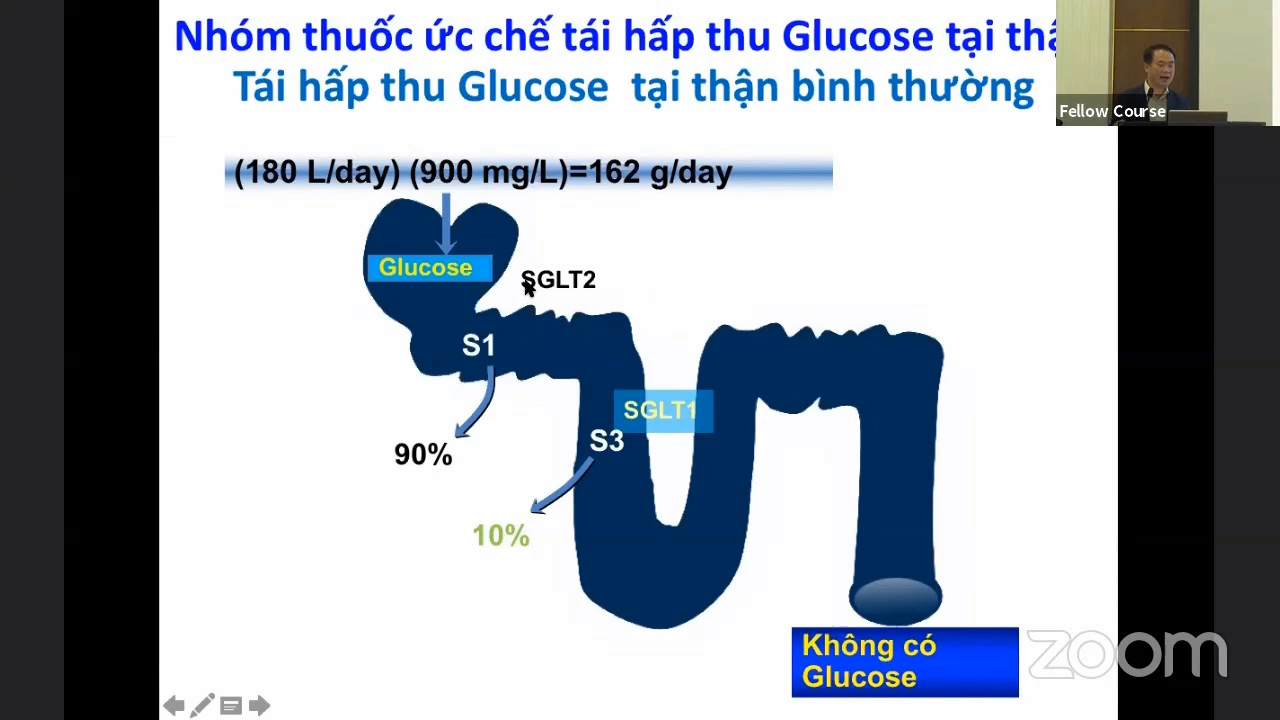 Nhóm thuốc ức chế tái hấp thu Glucose tại
Tái hấp thu Glucose tại thận bình thường
Fellow Course
(180 L/day) (900 mg/L)=162 g/day
Glucose
SGLT2
S1
SGLT1
S3
90%
10%
Không có
Glucose
zoom